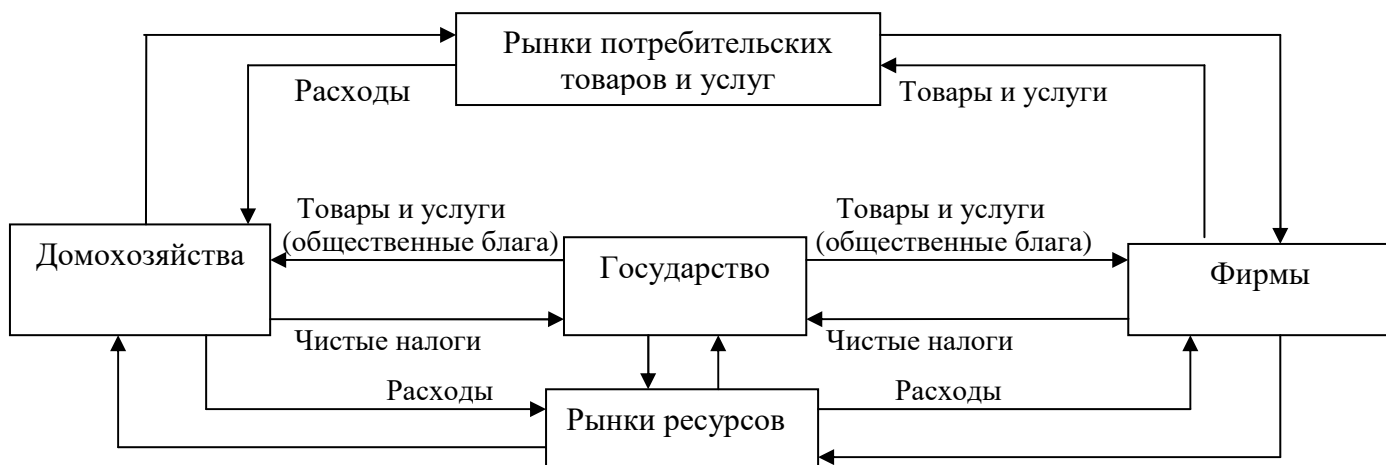 Рынки потребительских
товаров и услуг
Расходы
Товары и услуги
Товары и услуги
(общественные блага)
Товары и услуги
(общественные блага)
Домохозяйства
Государство
Фирмы
Чистые налоги
Чистые налоги
Расходы
Расходы
Рынки ресурсов